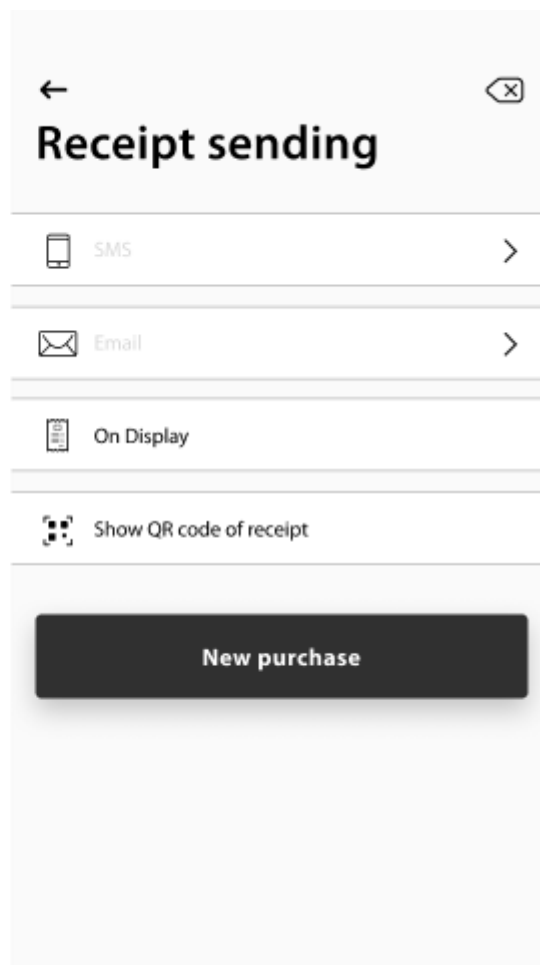 Receipt sending
SMS
Email
On Display
Show QR code of receipt
New purchase